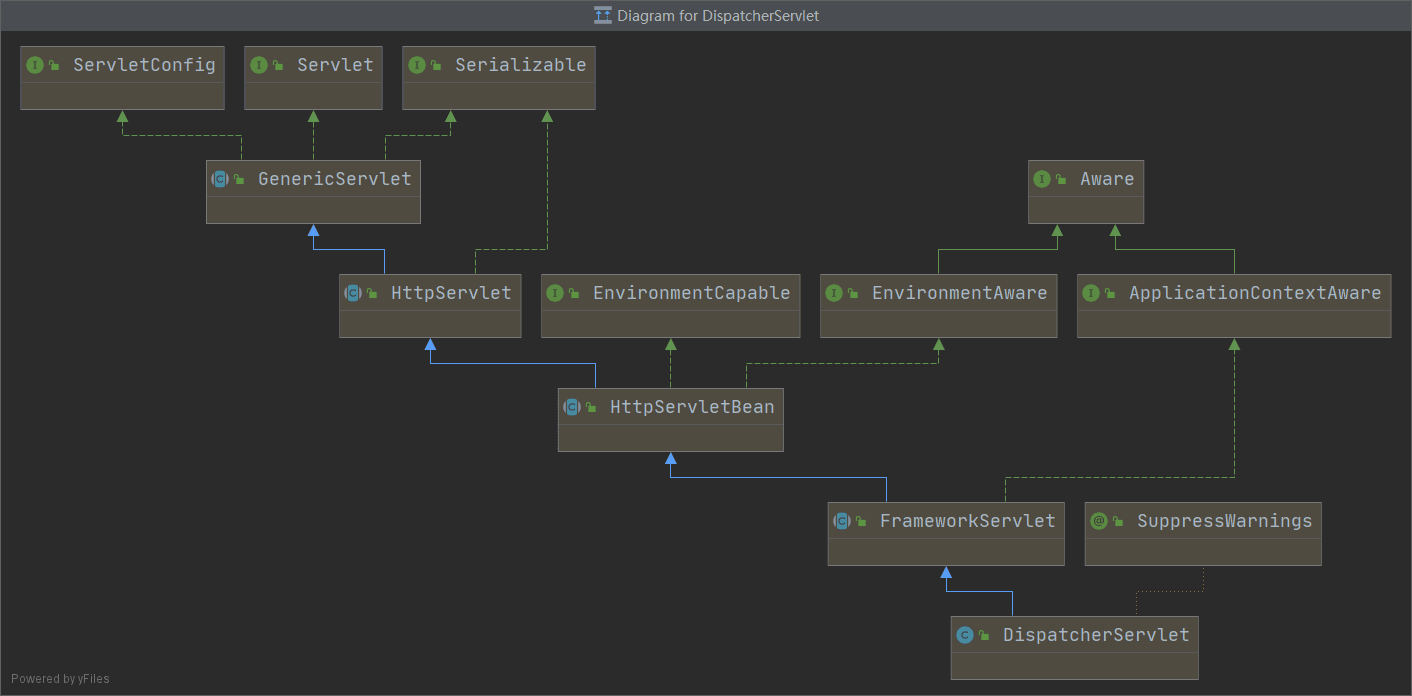 Diagram for DispatcherServlet
ServletConfig
Servlet
Serializable
GenericServlet
Aware
HttpServlet
EnvironmentCapable
EnvironmentAware
ApplicationContextAware
HttpServletBean
FrameworkServlet
SuppressWarnings
DispatcherServlet
Powered by yFiles